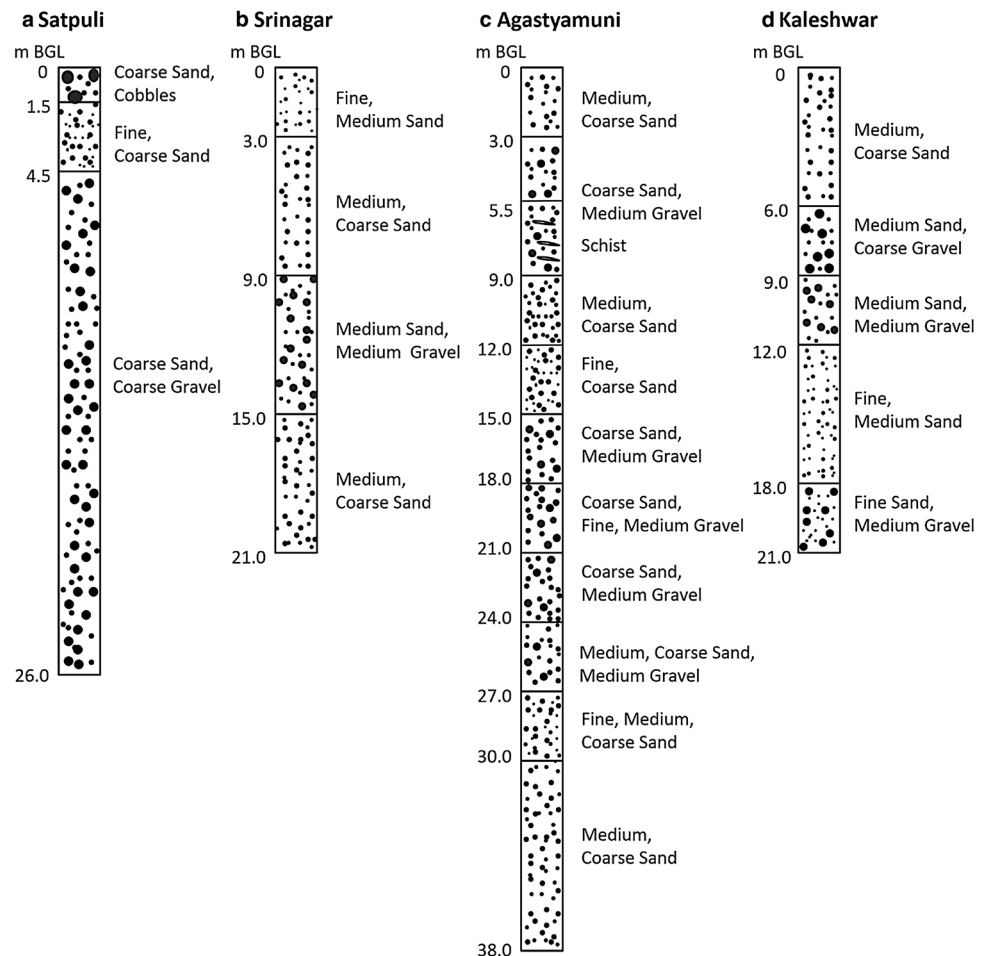 a Satpuli
m BGL
0
Coarse Sand,
Cobbles
1.5
Fine,
Coarse Sand
4.5
Coarse Sand,
Coarse Gravel
26.0
b Srinagar
m BGL
0
Fine,
Medium Sand
3.0
Medium,
Coarse Sand
9.0
Medium Sand,
Medium Gravel
15.0
Medium,
Coarse Sand
21.0
c Agastyamuni
m BGL
0
Medium,
Coarse Sand
3.0
Coarse Sand,
Medium Gravel
5.5
Schist
9.0
Medium,
Coarse Sand
12.0
Fine,
Coarse Sand
15.0
Coarse Sand,
Medium Gravel
18.0
Coarse Sand,
Fine, Medium Gravel
21.0
Coarse Sand,
Medium Gravel
24.0
Medium, Coarse Sand,
Medium Gravel
27.0
Fine, Medium,
Coarse Sand
30.0
Medium,
Coarse Sand
38.0
d Kaleshwar
m BGL
0
Medium,
Coarse Sand
6.0
Medium Sand,
Coarse Gravel
9.0
Medium Sand,
Medium Gravel
12.0
Fine,
Medium Sand
18.0
Fine Sand,
Medium Gravel
21.0